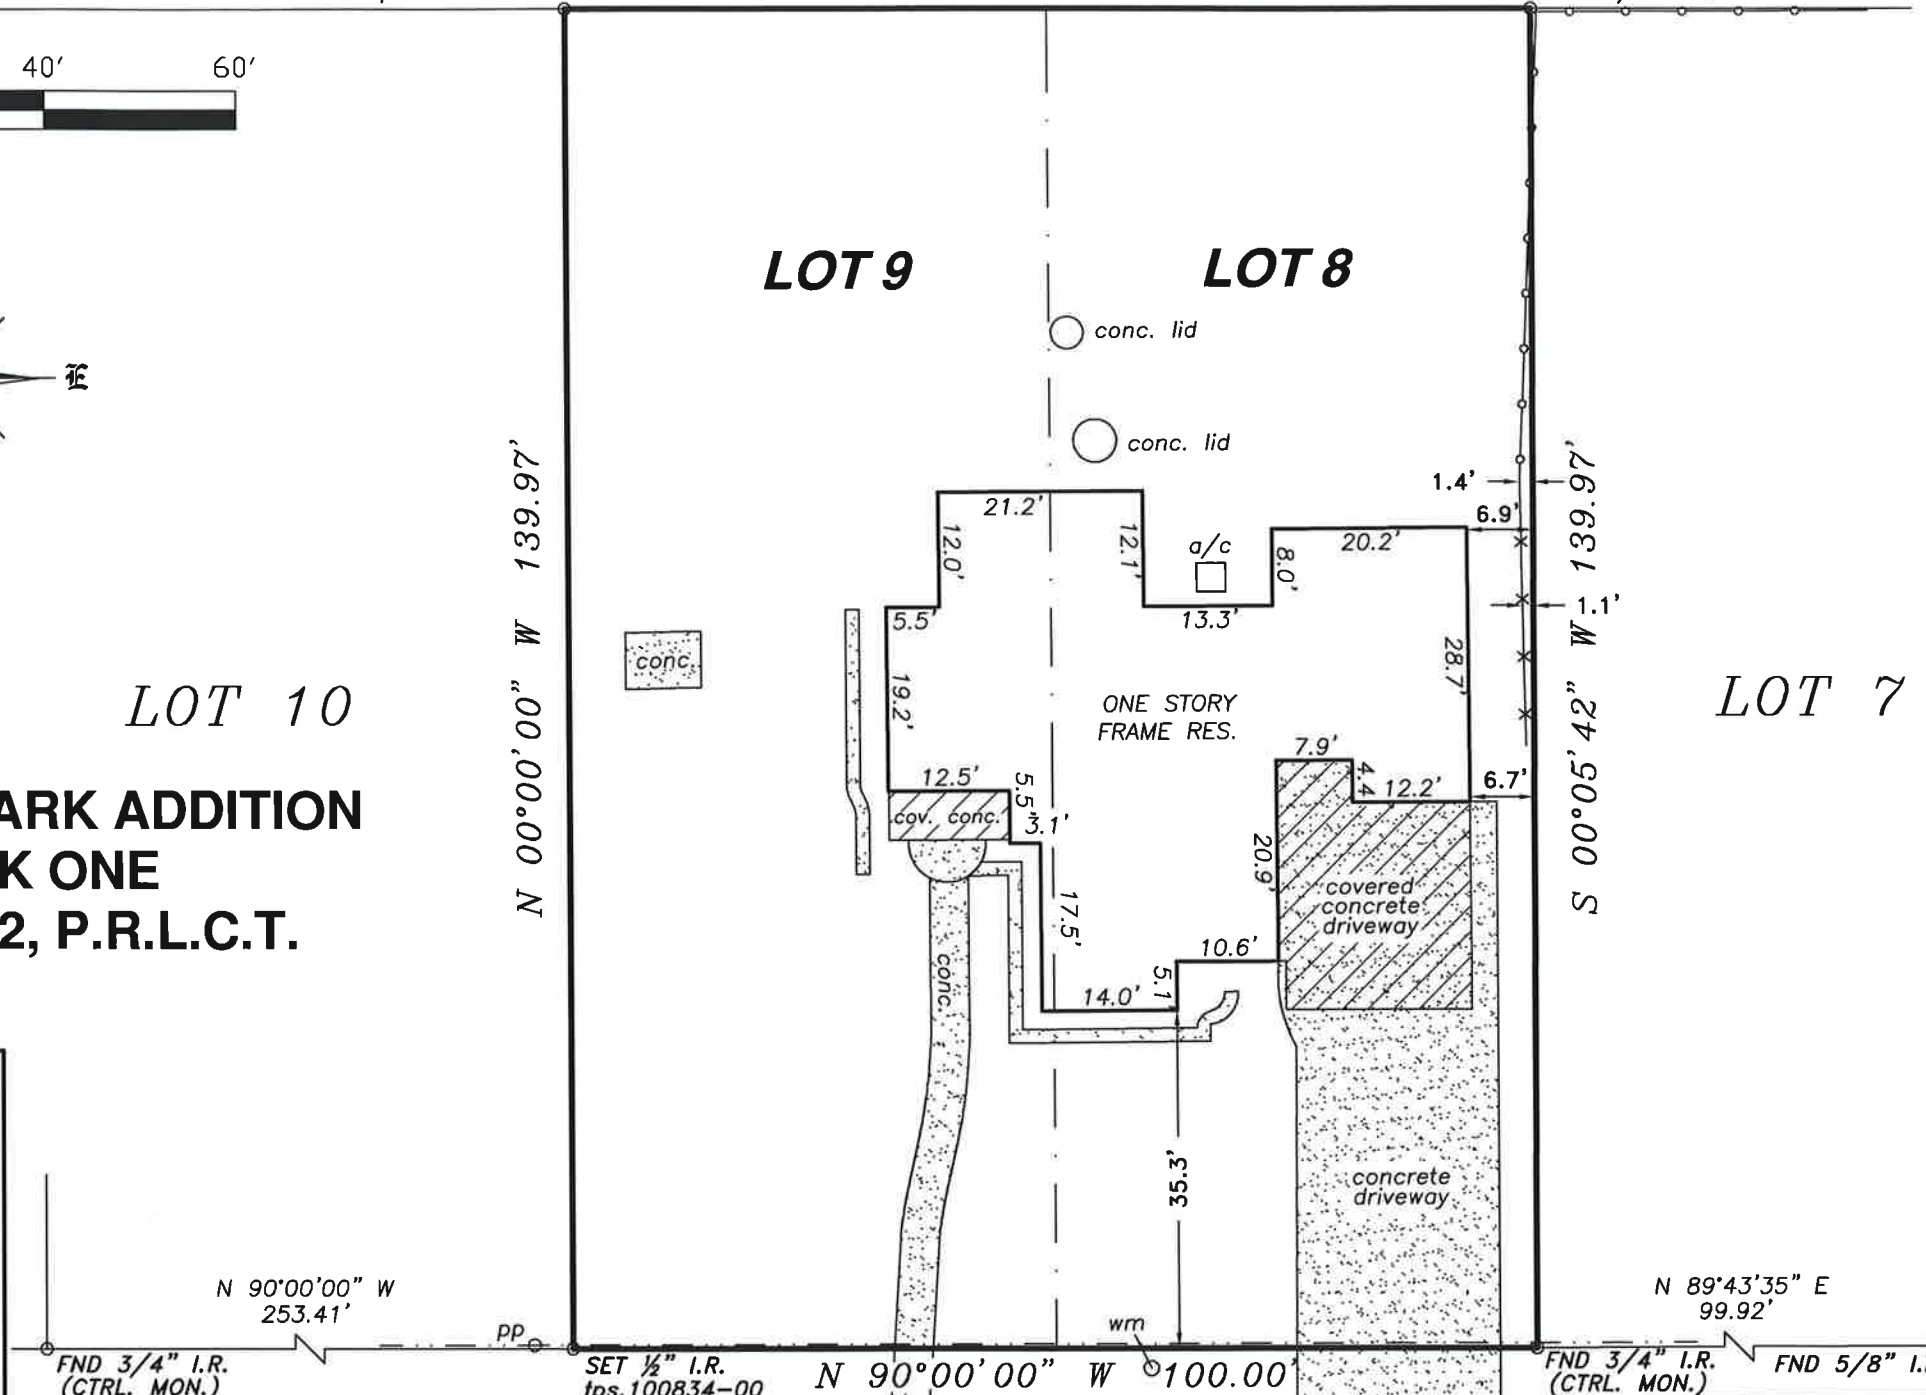 40' 60'
E
LOT 9
LOT 8
conc. lid
conc. lid
N 00°00'00" W 139.97'
S 00°05'42" W 139.97'
1.4'
6.9'
1.1'
6.7'
21.2'
12.0'
12.1'
a/c
20.2'
8.0'
5.5'
13.3'
28.7'
19.2'
conc.
ONE STORY
FRAME RES.
LOT 10
LOT 7
7.9'
4.4
12.2'
12.5'
5.5'
cov. conc.
3.1'
ARK ADDITION
K ONE
2, P.R.L.C.T.
20.9'
covered
concrete
driveway
17.5'
10.6'
5.1
14.0'
conc.
35.3'
concrete
driveway
N 90°00'00" W
253.41'
N 89°43'35" E
99.92'
PP
wm
FND 3/4" I.R.
(CTRL. MON.)
SET ½" I.R.
tps.100834-00
N 90°00'00" W 100.00'
FND 3/4" I.R.
(CTRL. MON.)
FND 5/8" I.